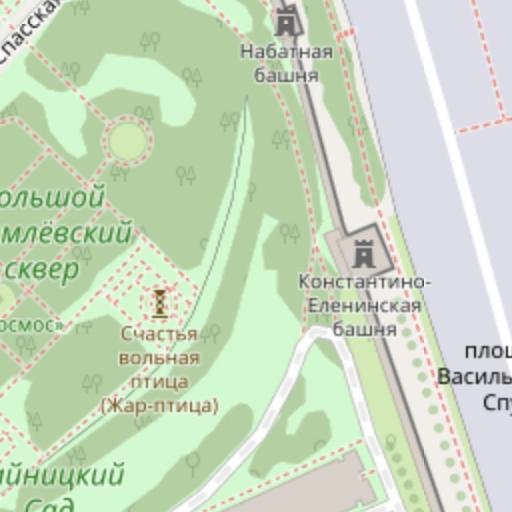 Спасская
Набатная
башня
ольшой
млёвский
сквер
Константино-
Еленинская
башня
осмос»
Счастья
вольная
птица
(Жар-птица)
площ
Василь
Спу
йницкий
Сад